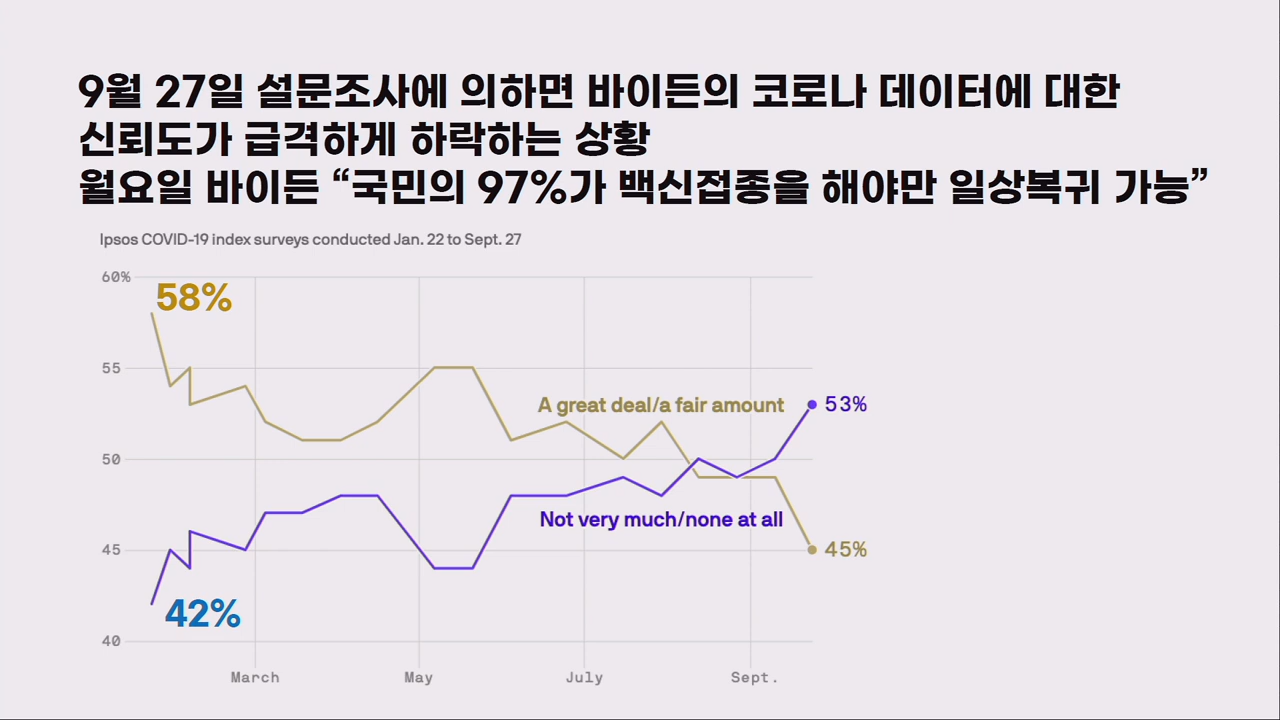 9월 27일 설문조사에 의하면 바이든의 코로나 데이터에 대한
신뢰도가 급격하게 하락하는 상황
월요일 바이든 “국민의 97%가 백신접종을 해야만 일상복귀 가능”
Ipsos COVID-19 index surveys conducted Jan. 22 to Sept. 27
60%
58%
55
A great deal/a fair amount
53%
50
Not very much/none at all
45
45%
42%
40
March May July Sept.